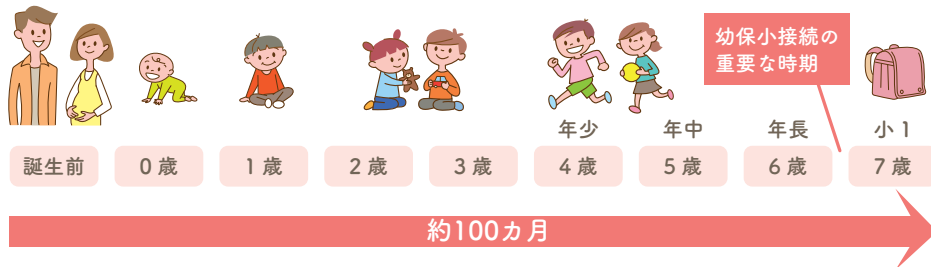 幼保小接続の
重要な時期
年少 年中 年長 小1
誕生前 0歳 1歳 2歳 3歳 4歳 5歳 6歳 7歳
約100カ月